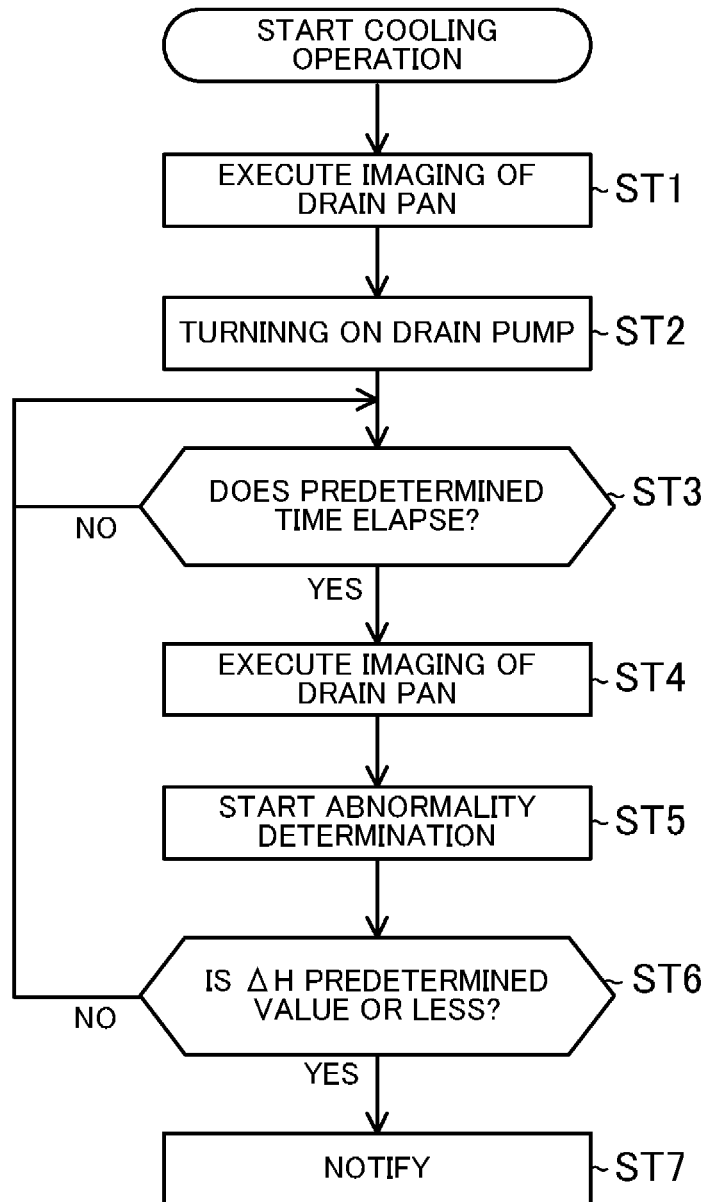 START COOLING
OPERATION
EXECUTE IMAGING OF
DRAIN PAN
~ST1
TURNINNG ON DRAIN PUMP
~ST2
DOES PREDETERMINED
TIME ELAPSE?
~ST3
NO
YES
EXECUTE IMAGING OF
DRAIN PAN
~ST4
START ABNORMALITY
DETERMINATION
~ST5
IS ΔH PREDETERMINED
VALUE OR LESS?
~ST6
NO
YES
NOTIFY
~ST7